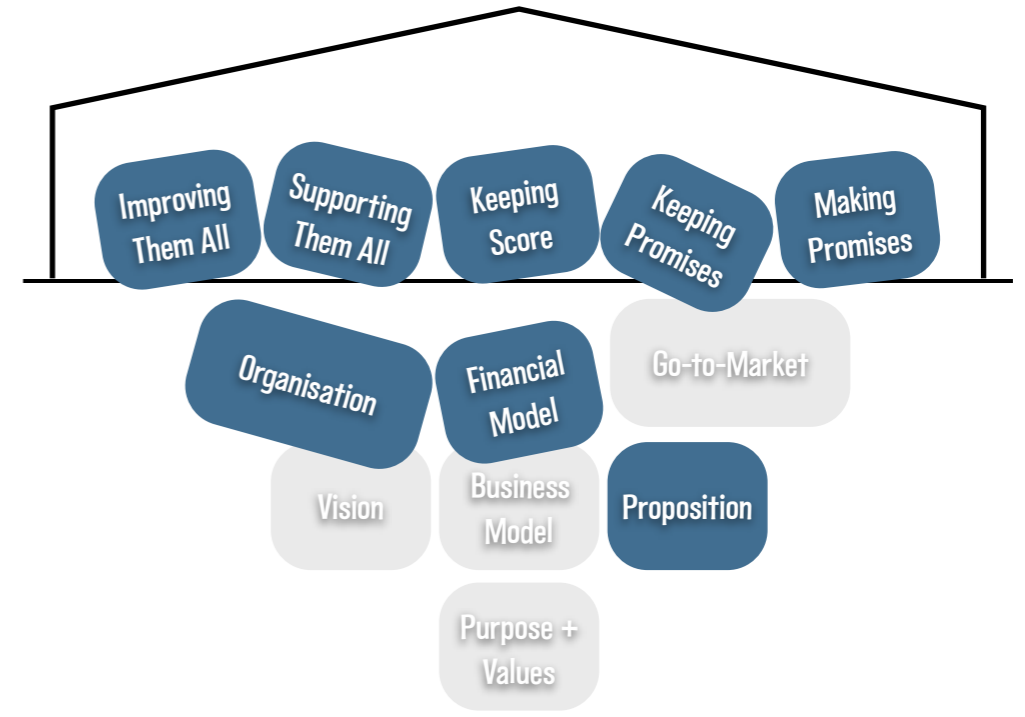 Improving
Them All
Supporting
Them All
Keeping
Score
Keeping
Promises
Making
Promises
Organisation
Financial
Model
Go-to-Market
Vision
Business
Model
Proposition
Purpose +
Values